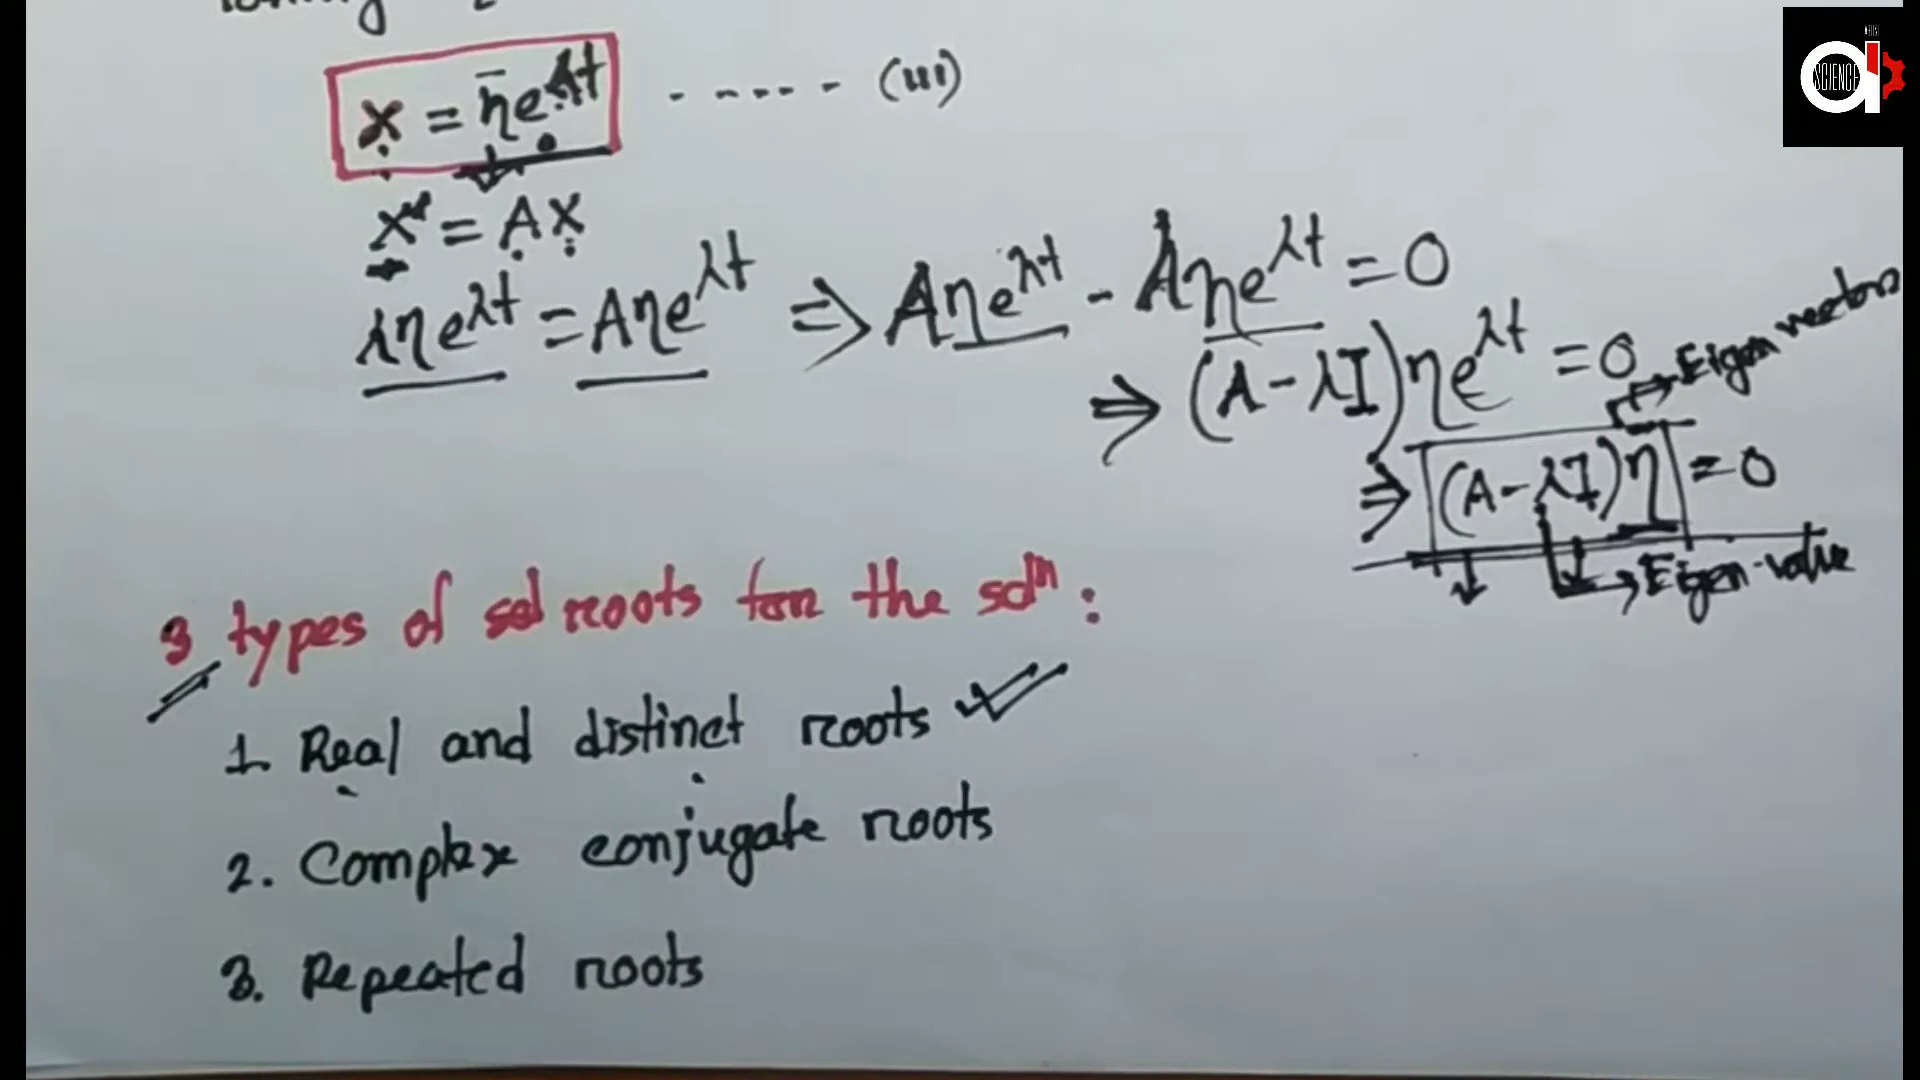 x = η̄e^λt ------ (iii)
x' = Ax
ληe^λt = Aηe^λt ⇒ Aηe^λt - ληe^λt = 0
⇒ (A - λI)ηe^λt = 0
Eigen vectors
⇒ (A - λI)η = 0
Eigen-value
3 types of sol roots for the solⁿ :
1. Real and distinct roots ✓
2. Complex conjugate roots
3. Repeated roots
SCIENCE